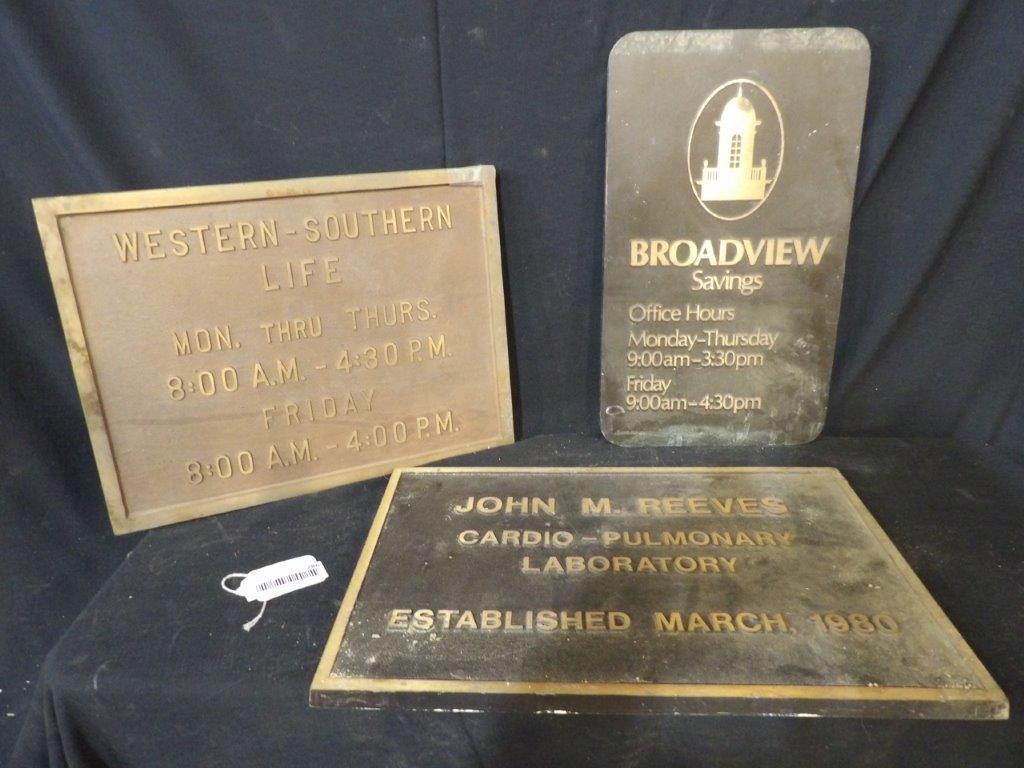 WESTERN-SOUTHERN
LIFE
MON. THRU THURS.
8:00 A.M. - 4:30 P.M.
FRIDAY
8:00 A.M. - 4:00 P.M.
BROADVIEW
Savings
Office Hours
Monday-Thursday
9:00am-3:30pm
Friday
9:00am-4:30pm
JOHN M. REEVES
CARDIO-PULMONARY
LABORATORY
ESTABLISHED MARCH, 1980